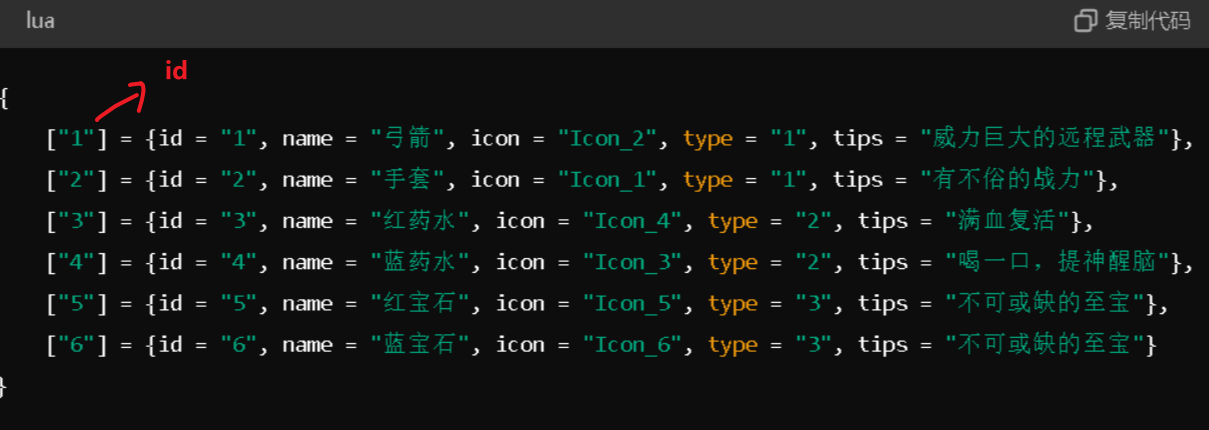 lua 复制代码
id
{
["1"] = {id = "1", name = "弓箭", icon = "Icon_2", type = "1", tips = "威力巨大的远程武器"},
["2"] = {id = "2", name = "手套", icon = "Icon_1", type = "1", tips = "有不俗的战力"},
["3"] = {id = "3", name = "红药水", icon = "Icon_4", type = "2", tips = "满血复活"},
["4"] = {id = "4", name = "蓝药水", icon = "Icon_3", type = "2", tips = "喝一口，提神醒脑"},
["5"] = {id = "5", name = "红宝石", icon = "Icon_5", type = "3", tips = "不可或缺的至宝"},
["6"] = {id = "6", name = "蓝宝石", icon = "Icon_6", type = "3", tips = "不可或缺的至宝"}
}